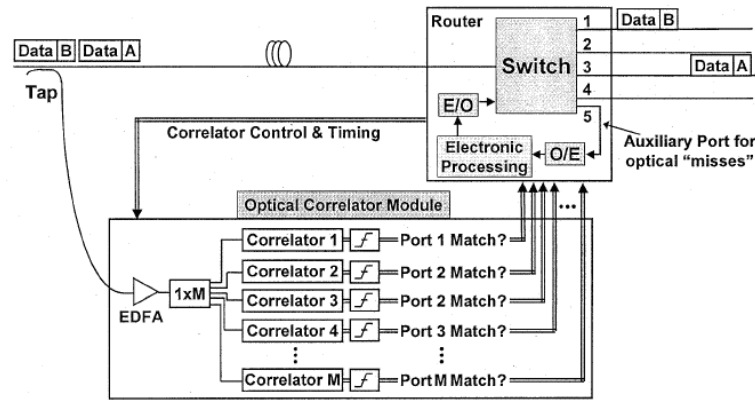 Router
1
Data B
Data B Data A
2
Switch
3
Data A
4
Tap
E/O
5
Correlator Control & Timing
Electronic
Processing
O/E
Auxiliary Port for
optical “misses”
Optical Correlator Module
•••
Correlator 1
Port 1 Match?
Correlator 2
Port 2 Match?
1xM
Correlator 3
Port 2 Match?
EDFA
Correlator 4
Port 3 Match?
Correlator M
Port M Match?